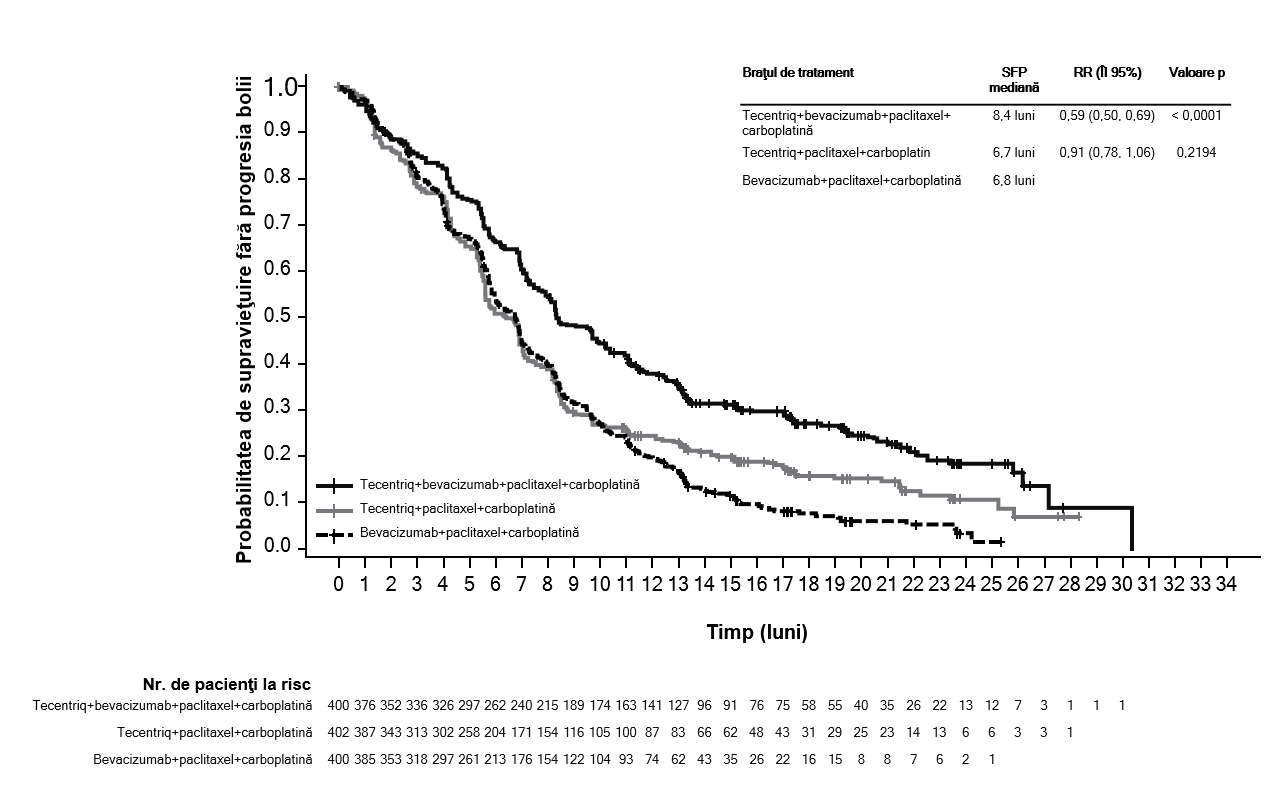 Braţul de tratament SFP mediană RR (ÎI 95%) Valoare p
Tecentriq+bevacizumab+paclitaxel+
carboplatină 8,4 luni 0,59 (0,50, 0,69) < 0,0001
Tecentriq+paclitaxel+carboplatin 6,7 luni 0,91 (0,78, 1,06) 0,2194
Bevacizumab+paclitaxel+carboplatină 6,8 luni
Probabilitatea de supravieţuire fără progresia bolii
1.0
0.9
0.8
0.7
0.6
0.5
0.4
0.3
0.2
0.1
0.0
Tecentriq+bevacizumab+paclitaxel+carboplatină
Tecentriq+paclitaxel+carboplatină
Bevacizumab+paclitaxel+carboplatină
0 1 2 3 4 5 6 7 8 9 10 11 12 13 14 15 16 17 18 19 20 21 22 23 24 25 26 27 28 29 30 31 32 33 34
Timp (luni)
Nr. de pacienţi la risc
Tecentriq+bevacizumab+paclitaxel+carboplatină 400 376 352 336 326 297 262 240 215 189 174 163 141 127 96 91 76 75 58 55 40 35 26 22 13 12 7 3 1 1 1
Tecentriq+paclitaxel+carboplatină 402 387 343 313 302 258 204 171 154 116 105 100 87 83 66 62 48 43 31 29 25 23 14 13 6 6 3 3 1
Bevacizumab+paclitaxel+carboplatină 400 385 353 318 297 261 213 176 154 122 104 93 74 62 43 35 26 22 16 15 8 8 7 6 2 1